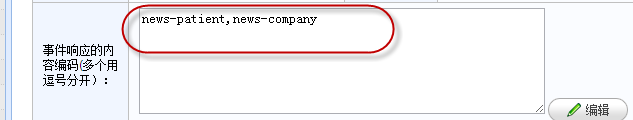 news-patient,news-company
事件响应的内
容编码(多个用
逗号分开)：
编辑